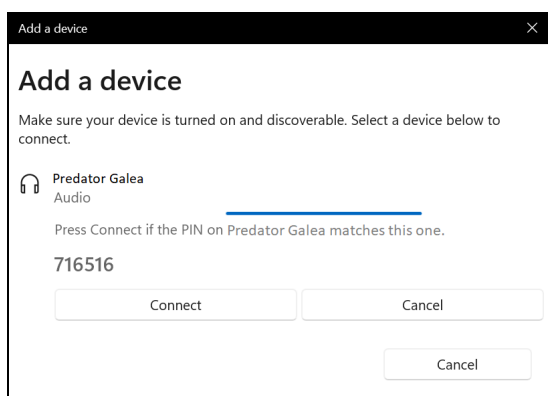 Add a device
Add a device
Make sure your device is turned on and discoverable. Select a device below to
connect.
Predator Galea
Audio
Press Connect if the PIN on Predator Galea matches this one.
716516
Connect Cancel
Cancel